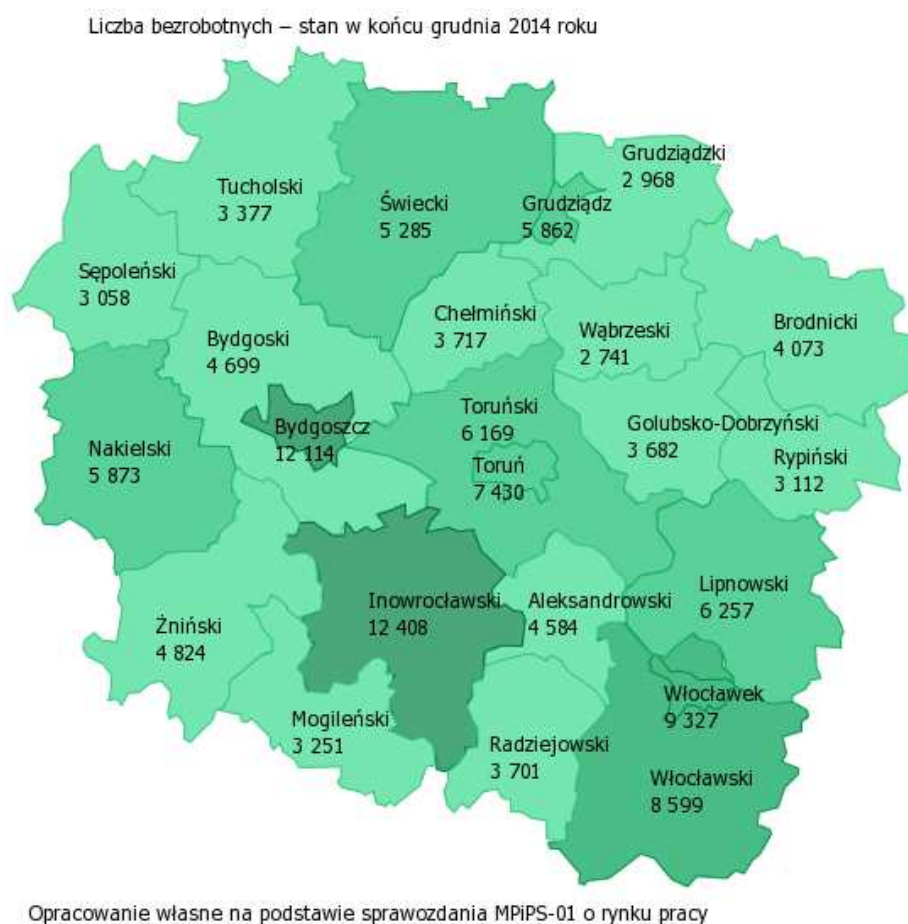 Liczba bezrobotnych – stan w końcu grudnia 2014 roku
Grudziądzki
2 968
Tucholski
3 377
Świecki
5 285
Grudziądz
5 862
Sępoleński
3 058
Chełmiński
3 717
Wąbrzeski
2 741
Brodnicki
4 073
Bydgoski
4 699
Toruński
6 169
Golubsko-Dobrzyński
3 682
Bydgoszcz
12 114
Nakielski
5 873
Toruń
7 430
Rypiński
3 112
Inowrocławski
12 408
Aleksandrowski
4 584
Lipnowski
6 257
Żniński
4 824
Włocławek
9 327
Mogileński
3 251
Radziejowski
3 701
Włocławski
8 599
Opracowanie własne na podstawie sprawozdania MPiPS-01 o rynku pracy